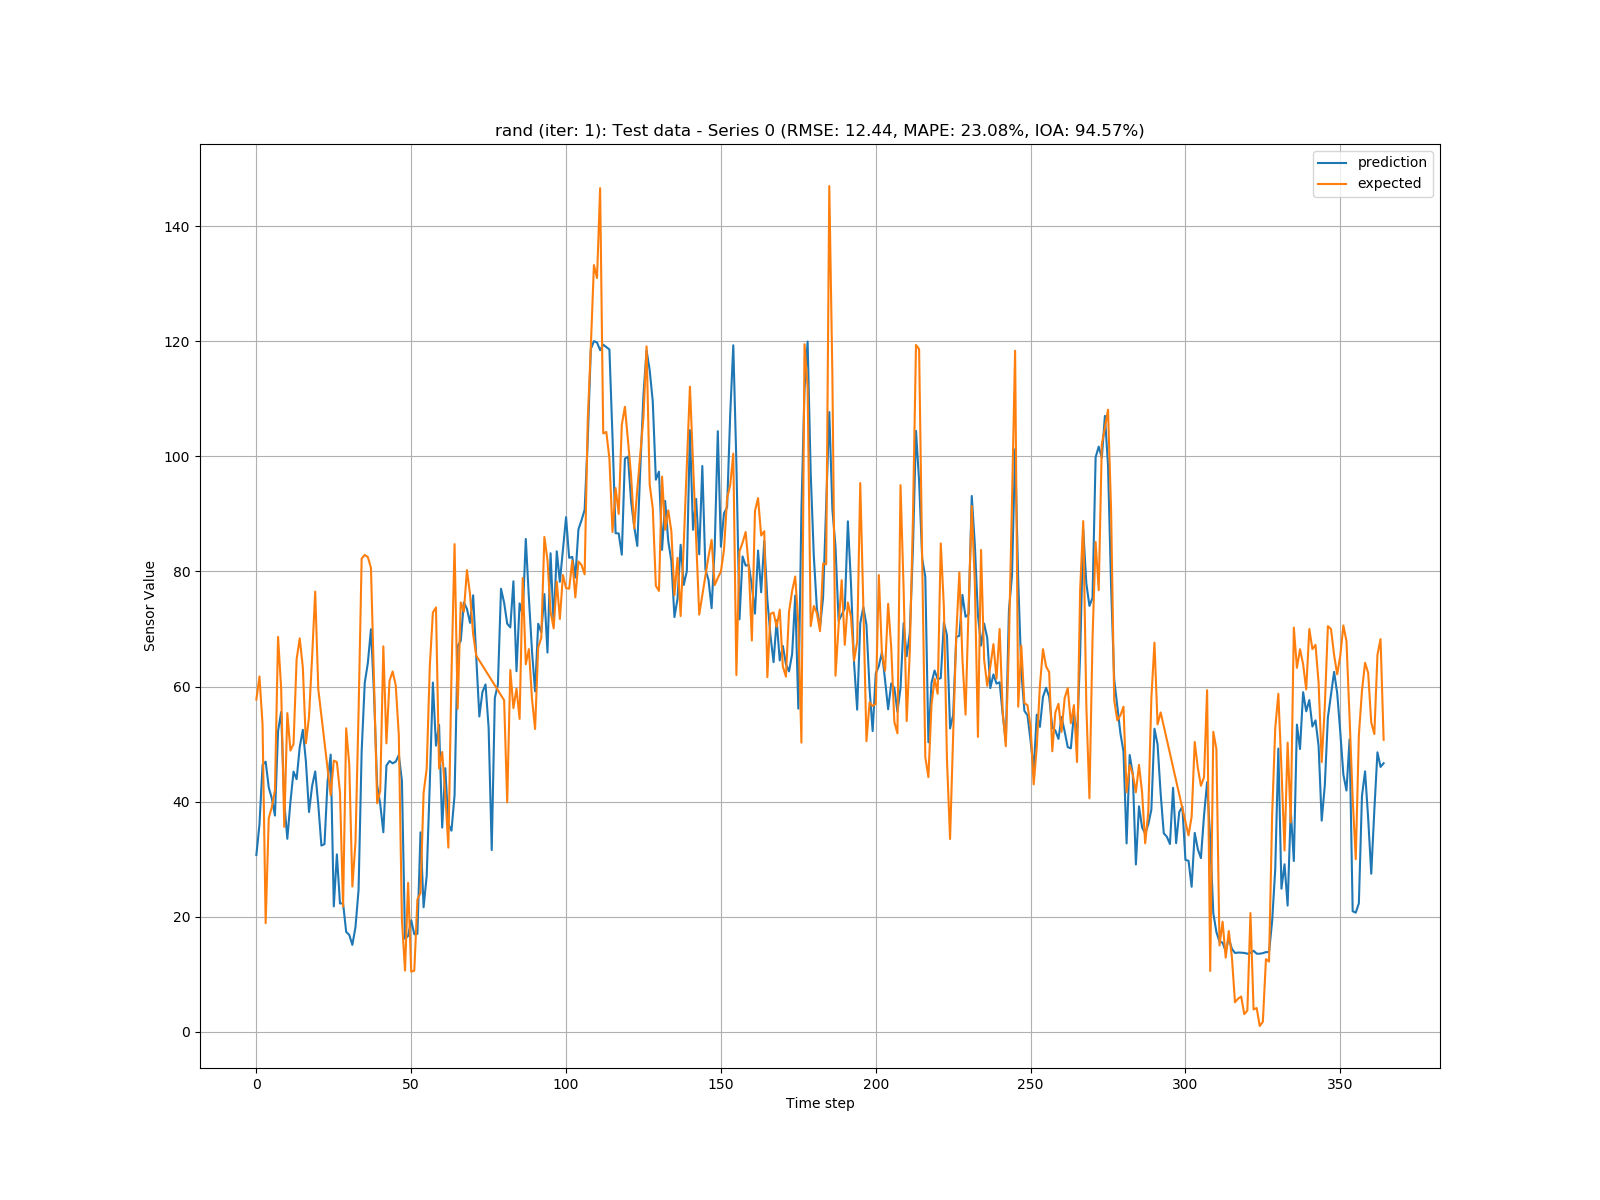 rand (iter: 1): Test data - Series 0 (RMSE: 12.44, MAPE: 23.08%, IOA: 94.57%)
prediction
expected
140
120
100
80
60
40
20
0
Sensor Value
0 50 100 150 200 250 300 350
Time step